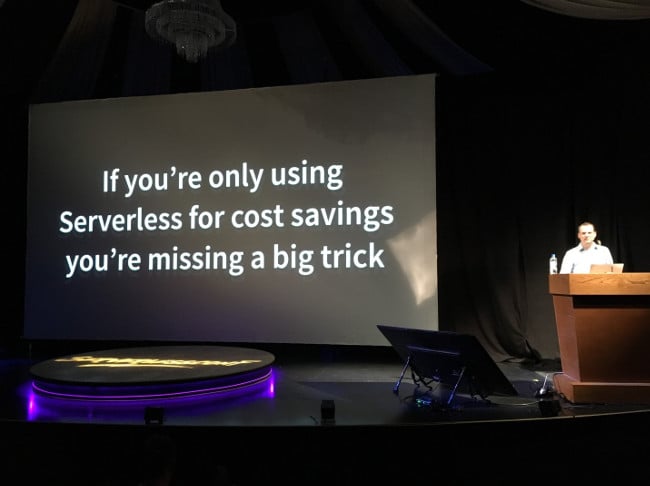 If you're only using
Serverless for cost savings
you're missing a big trick